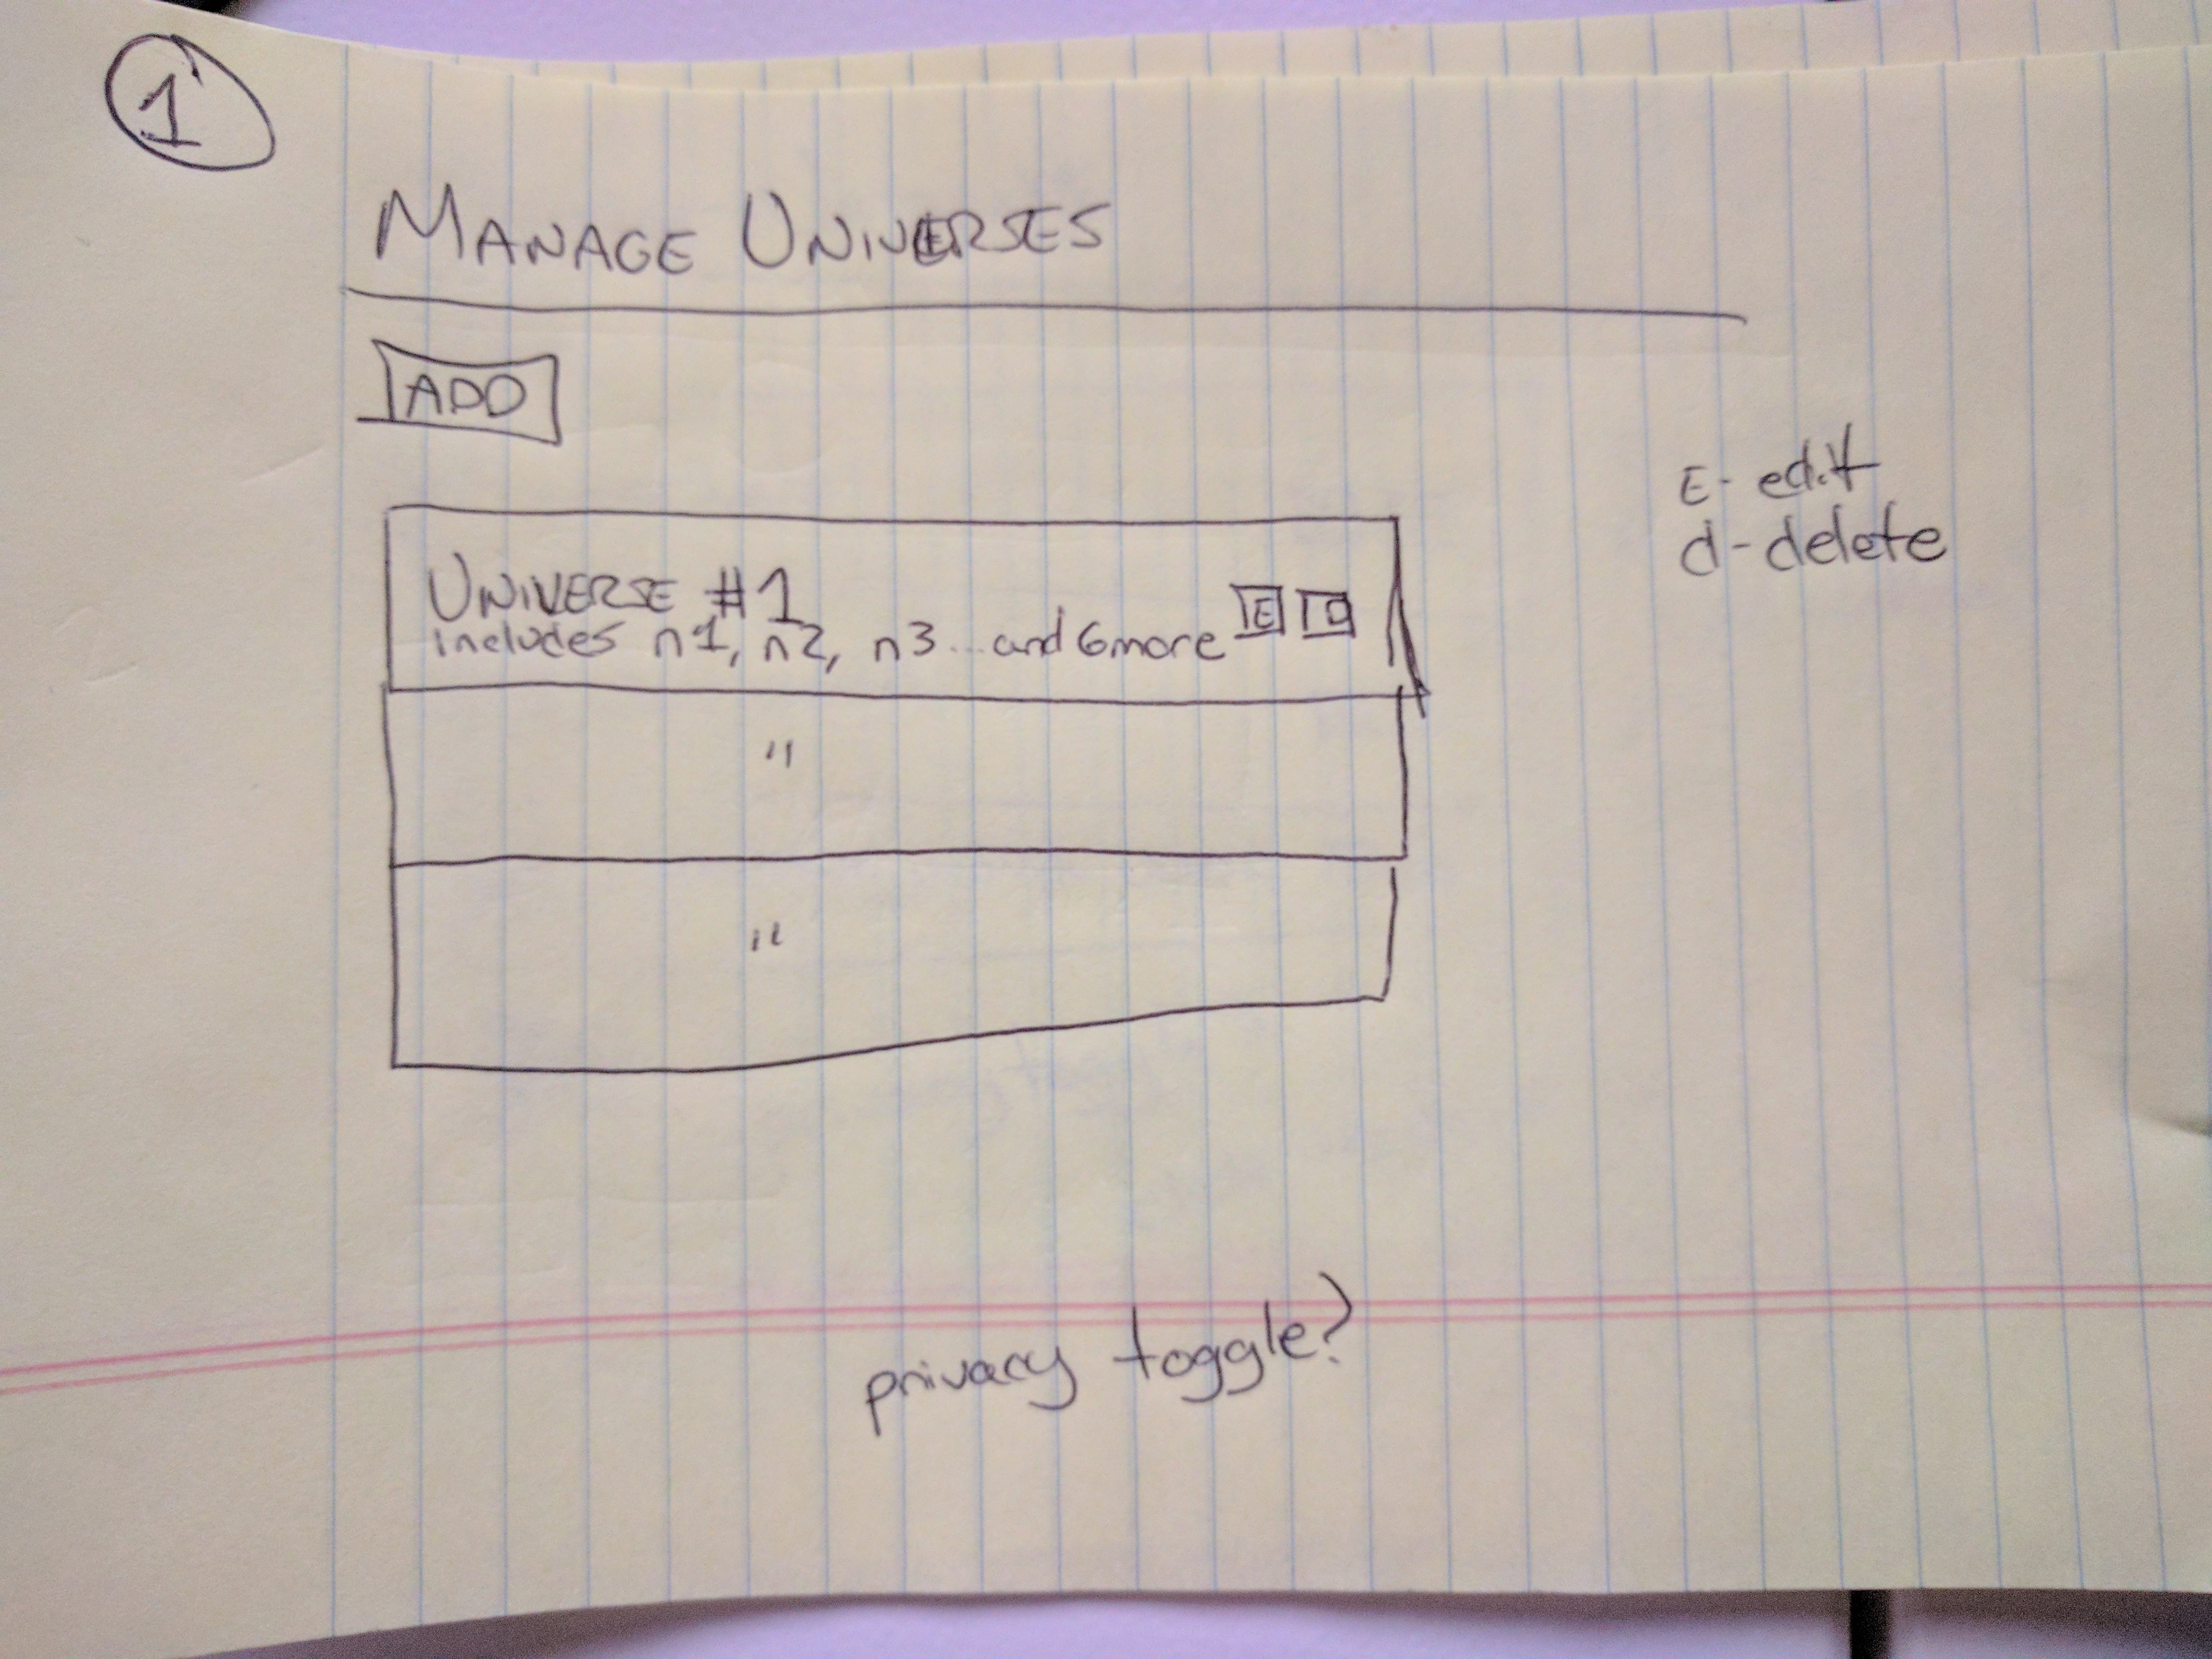 1
MANAGE UNIVERSES
ADD
E - edit
d - delete
UNIVERSE #1
includes n1, n2, n3... and 6 more E D
"
"
privacy toggle?